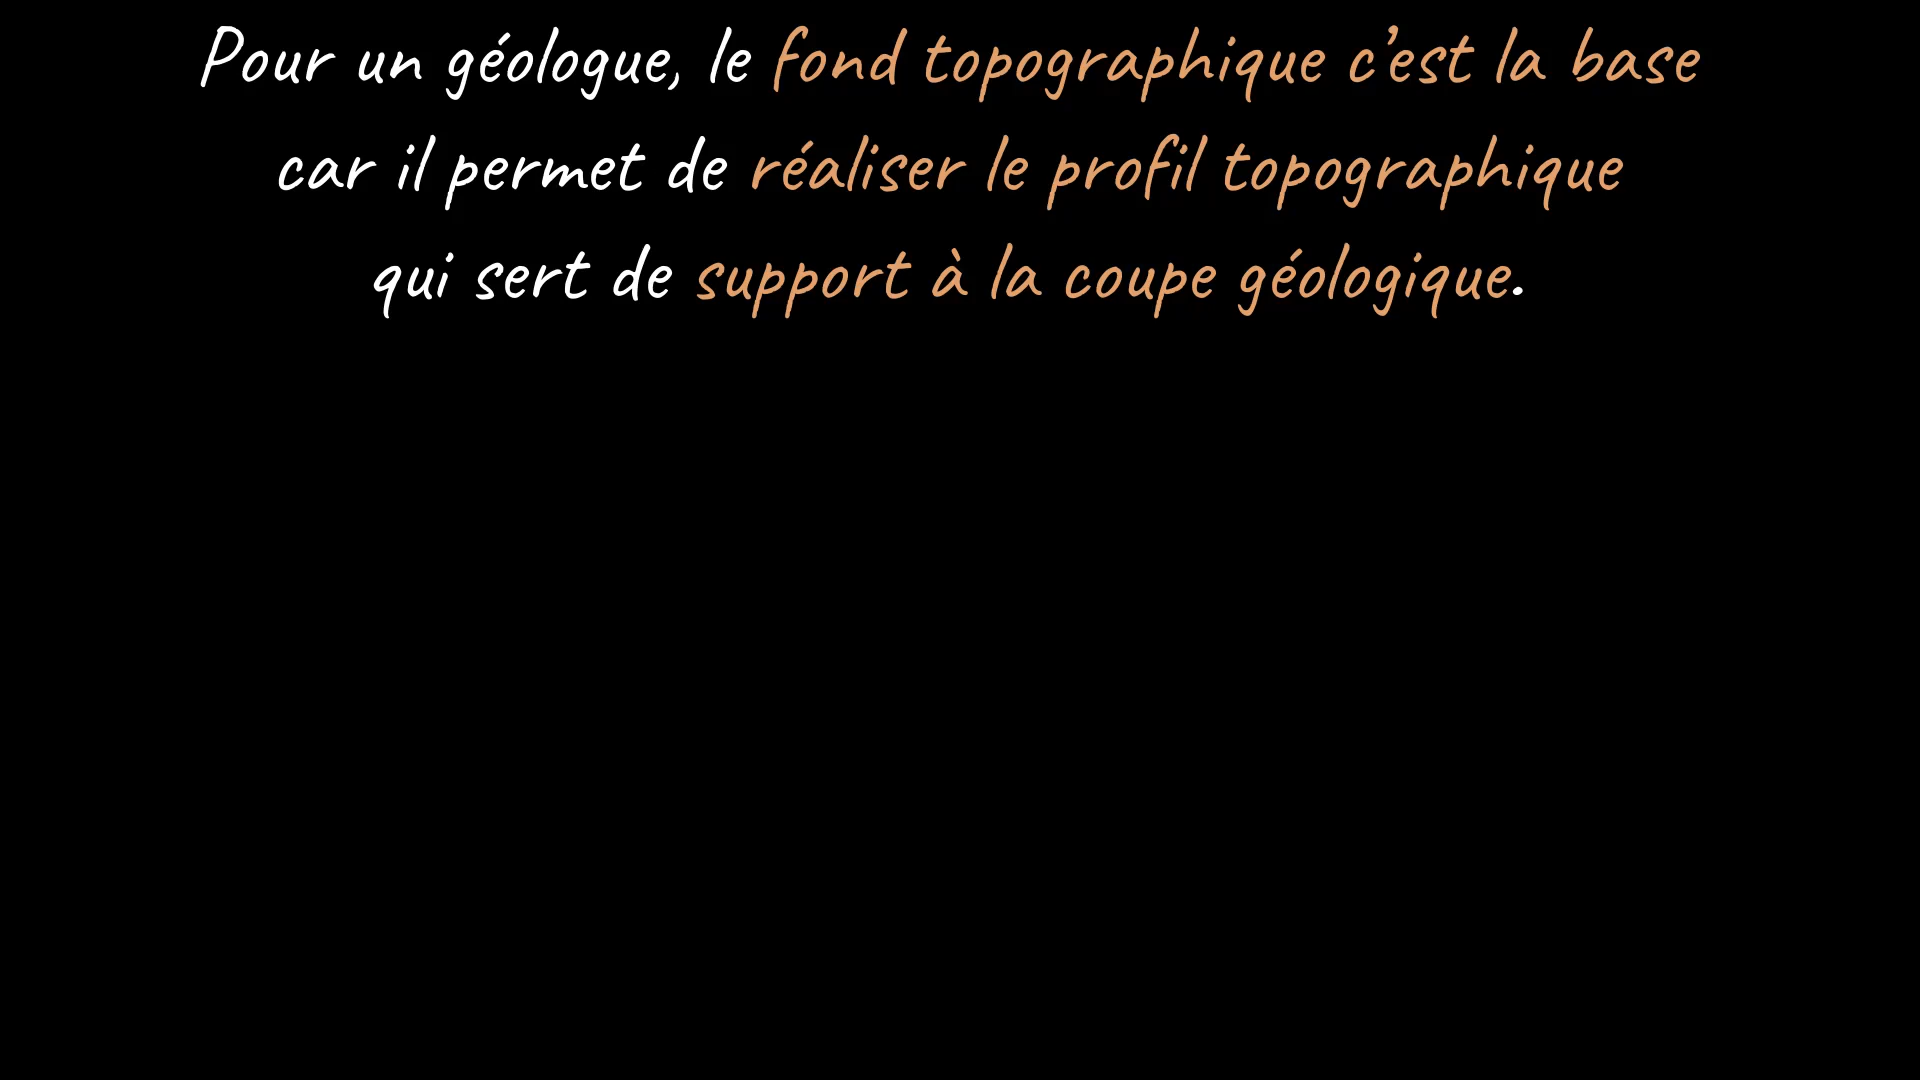 Pour un géologue, le fond topographique c’est la base
car il permet de réaliser le profil topographique
qui sert de support à la coupe géologique.